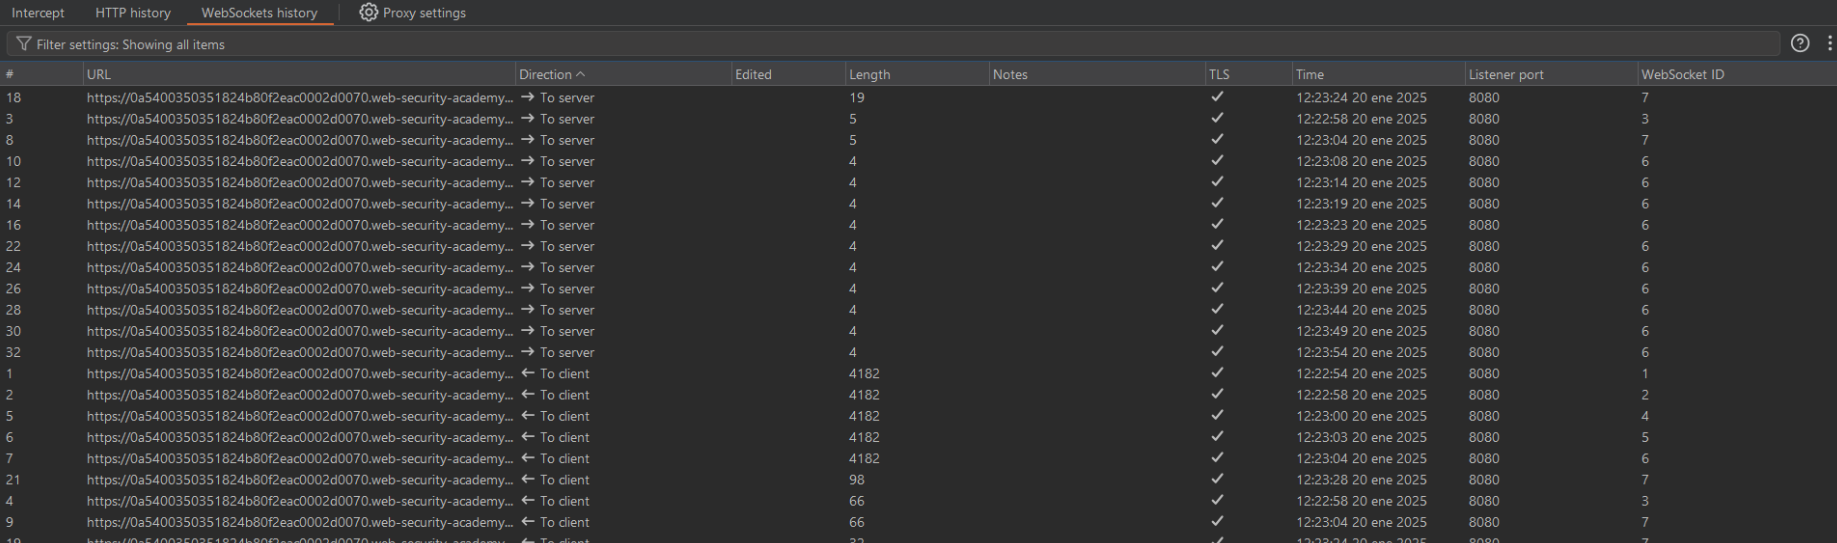 Intercept HTTP history WebSockets history Proxy settings
Filter settings: Showing all items
# URL Direction Edited Length Notes TLS Time Listener port WebSocket ID
18 https://0a5400350351824b80f2eac0002d0070.web-security-academy... → To server 19 ✓ 12:23:24 20 ene 2025 8080 7
3 https://0a5400350351824b80f2eac0002d0070.web-security-academy... → To server 5 ✓ 12:22:58 20 ene 2025 8080 3
8 https://0a5400350351824b80f2eac0002d0070.web-security-academy... → To server 5 ✓ 12:23:04 20 ene 2025 8080 7
10 https://0a5400350351824b80f2eac0002d0070.web-security-academy... → To server 4 ✓ 12:23:08 20 ene 2025 8080 6
12 https://0a5400350351824b80f2eac0002d0070.web-security-academy... → To server 4 ✓ 12:23:14 20 ene 2025 8080 6
14 https://0a5400350351824b80f2eac0002d0070.web-security-academy... → To server 4 ✓ 12:23:19 20 ene 2025 8080 6
16 https://0a5400350351824b80f2eac0002d0070.web-security-academy... → To server 4 ✓ 12:23:23 20 ene 2025 8080 6
22 https://0a5400350351824b80f2eac0002d0070.web-security-academy... → To server 4 ✓ 12:23:29 20 ene 2025 8080 6
24 https://0a5400350351824b80f2eac0002d0070.web-security-academy... → To server 4 ✓ 12:23:34 20 ene 2025 8080 6
26 https://0a5400350351824b80f2eac0002d0070.web-security-academy... → To server 4 ✓ 12:23:39 20 ene 2025 8080 6
28 https://0a5400350351824b80f2eac0002d0070.web-security-academy... → To server 4 ✓ 12:23:44 20 ene 2025 8080 6
30 https://0a5400350351824b80f2eac0002d0070.web-security-academy... → To server 4 ✓ 12:23:49 20 ene 2025 8080 6
32 https://0a5400350351824b80f2eac0002d0070.web-security-academy... → To server 4 ✓ 12:23:54 20 ene 2025 8080 6
1 https://0a5400350351824b80f2eac0002d0070.web-security-academy... ← To client 4182 ✓ 12:22:54 20 ene 2025 8080 1
2 https://0a5400350351824b80f2eac0002d0070.web-security-academy... ← To client 4182 ✓ 12:22:58 20 ene 2025 8080 2
5 https://0a5400350351824b80f2eac0002d0070.web-security-academy... ← To client 4182 ✓ 12:23:00 20 ene 2025 8080 4
6 https://0a5400350351824b80f2eac0002d0070.web-security-academy... ← To client 4182 ✓ 12:23:03 20 ene 2025 8080 5
7 https://0a5400350351824b80f2eac0002d0070.web-security-academy... ← To client 4182 ✓ 12:23:04 20 ene 2025 8080 6
21 https://0a5400350351824b80f2eac0002d0070.web-security-academy... ← To client 98 ✓ 12:23:28 20 ene 2025 8080 7
4 https://0a5400350351824b80f2eac0002d0070.web-security-academy... ← To client 66 ✓ 12:22:58 20 ene 2025 8080 3
9 https://0a5400350351824b80f2eac0002d0070.web-security-academy... ← To client 66 ✓ 12:23:04 20 ene 2025 8080 7